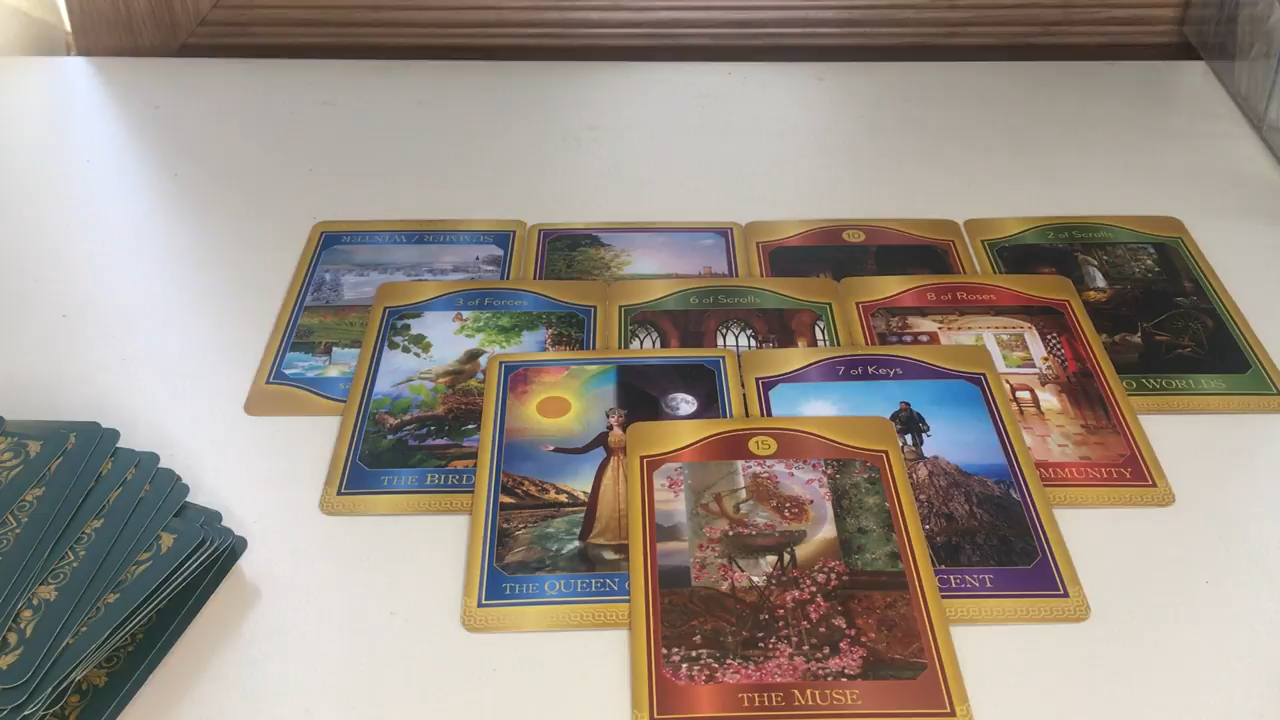 SUMMER / WINTER
10
2 of Scrolls
3 of Forces
6 of Scrolls
8 of Roses
WORLDS
7 of Keys
THE BIRD
MMUNITY
THE QUEEN
CENT
15
THE MUSE